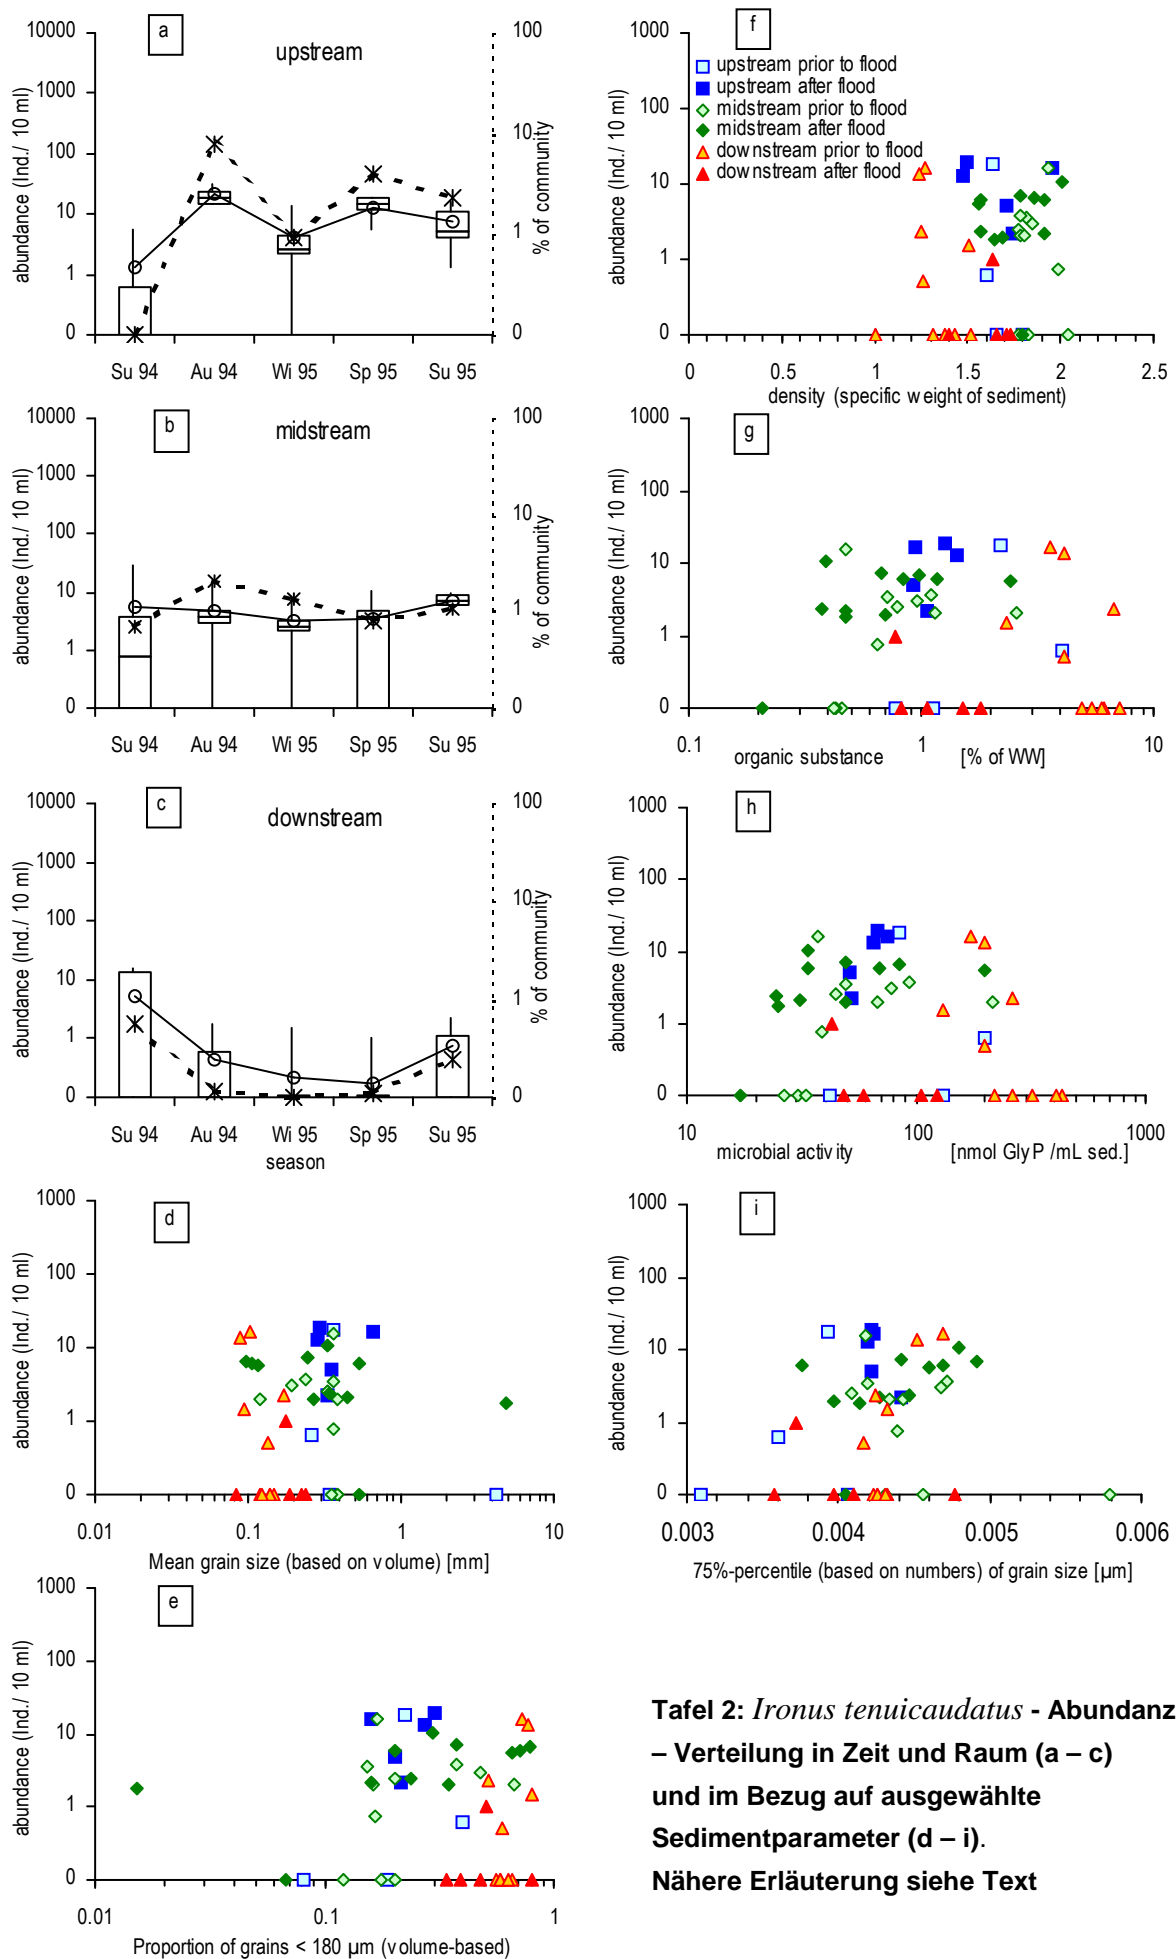 a
upstream
10000
1000
100
10
1
0
abundance (Ind./ 10 ml)
100
10
1
0
% of community
Su 94 Au 94 Wi 95 Sp 95 Su 95
b
midstream
10000
1000
100
10
1
0
abundance (Ind./ 10 ml)
100
10
1
0
% of community
Su 94 Au 94 Wi 95 Sp 95 Su 95
c
downstream
10000
1000
100
10
1
0
abundance (Ind./ 10 ml)
100
10
1
0
% of community
Su 94 Au 94 Wi 95 Sp 95 Su 95
season
d
1000
100
10
1
0
abundance (Ind./ 10 ml)
0.01 0.1 1 10
Mean grain size (based on volume) [mm]
e
1000
100
10
1
0
abundance (Ind./ 10 ml)
0.01 0.1 1
Proportion of grains < 180 µm (volume-based)
f
upstream prior to flood
upstream after flood
midstream prior to flood
midstream after flood
downstream prior to flood
downstream after flood
1000
100
10
1
0
abundance (Ind./ 10 ml)
0 0.5 1 1.5 2 2.5
density (specific weight of sediment)
g
1000
100
10
1
0
abundance (Ind./ 10 ml)
0.1 1 10
organic substance [% of WW]
h
1000
100
10
1
0
abundance (Ind./ 10 ml)
10 100 1000
microbial activity [nmol GlyP /mL sed.]
i
1000
100
10
1
0
abundance (Ind./ 10 ml)
0.003 0.004 0.005 0.006
75%-percentile (based on numbers) of grain size [µm]
Tafel 2: Ironus tenuicaudatus - Abundanz
– Verteilung in Zeit und Raum (a – c)
und im Bezug auf ausgewählte
Sedimentparameter (d – i).
Nähere Erläuterung siehe Text